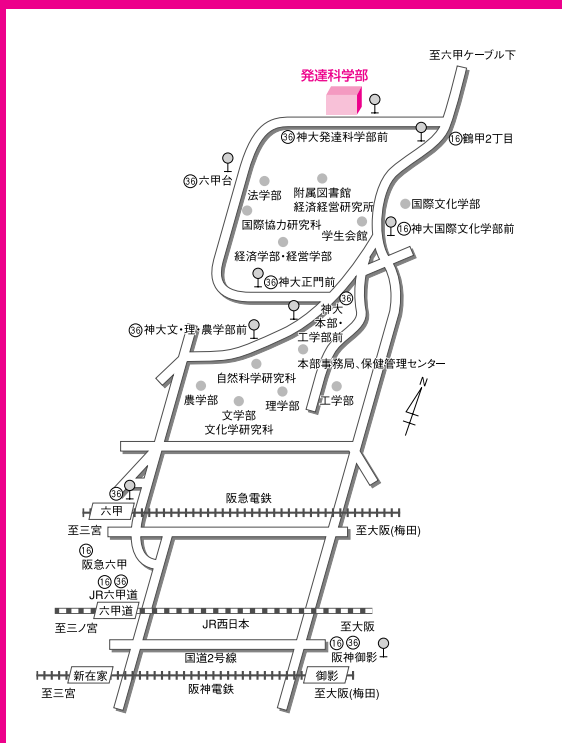 至六甲ケーブル下
発達科学部
㊱神大発達科学部前
⑯鶴甲2丁目
㊱六甲台
法学部
附属図書館
経済経営研究所
国際文化学部
国際協力研究科
学生会館
⑯神大国際文化学部前
経済学部・経営学部
㊱神大正門前
㊱
神大
本部・
工学部前
㊱神大文・理・農学部前
本部事務局、保健管理センター
自然科学研究科
N
農学部
理学部
工学部
文学部
文化学研究科
㊱
阪急電鉄
六甲
至三宮
至大阪(梅田)
⑯
阪急六甲
⑯ ㊱
JR六甲道
六甲道
至三ノ宮
JR西日本
至大阪
⑯ ㊱
阪神御影
国道2号線
新在家
御影
至三宮
阪神電鉄
至大阪(梅田)